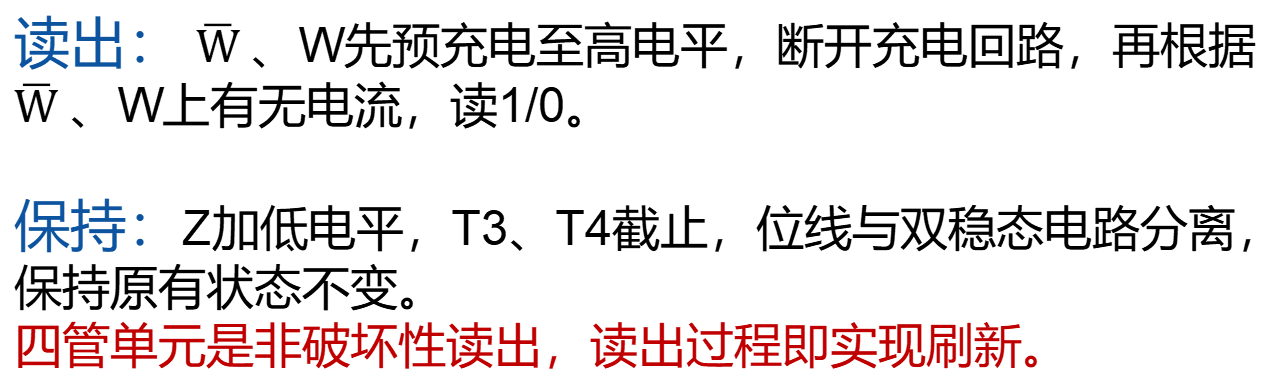 读出： W̅ 、W先预充电至高电平，断开充电回路，再根据
W̅ 、W上有无电流，读1/0。
保持：Z加低电平，T3、T4截止，位线与双稳态电路分离，
保持原有状态不变。
四管单元是非破坏性读出，读出过程即实现刷新。